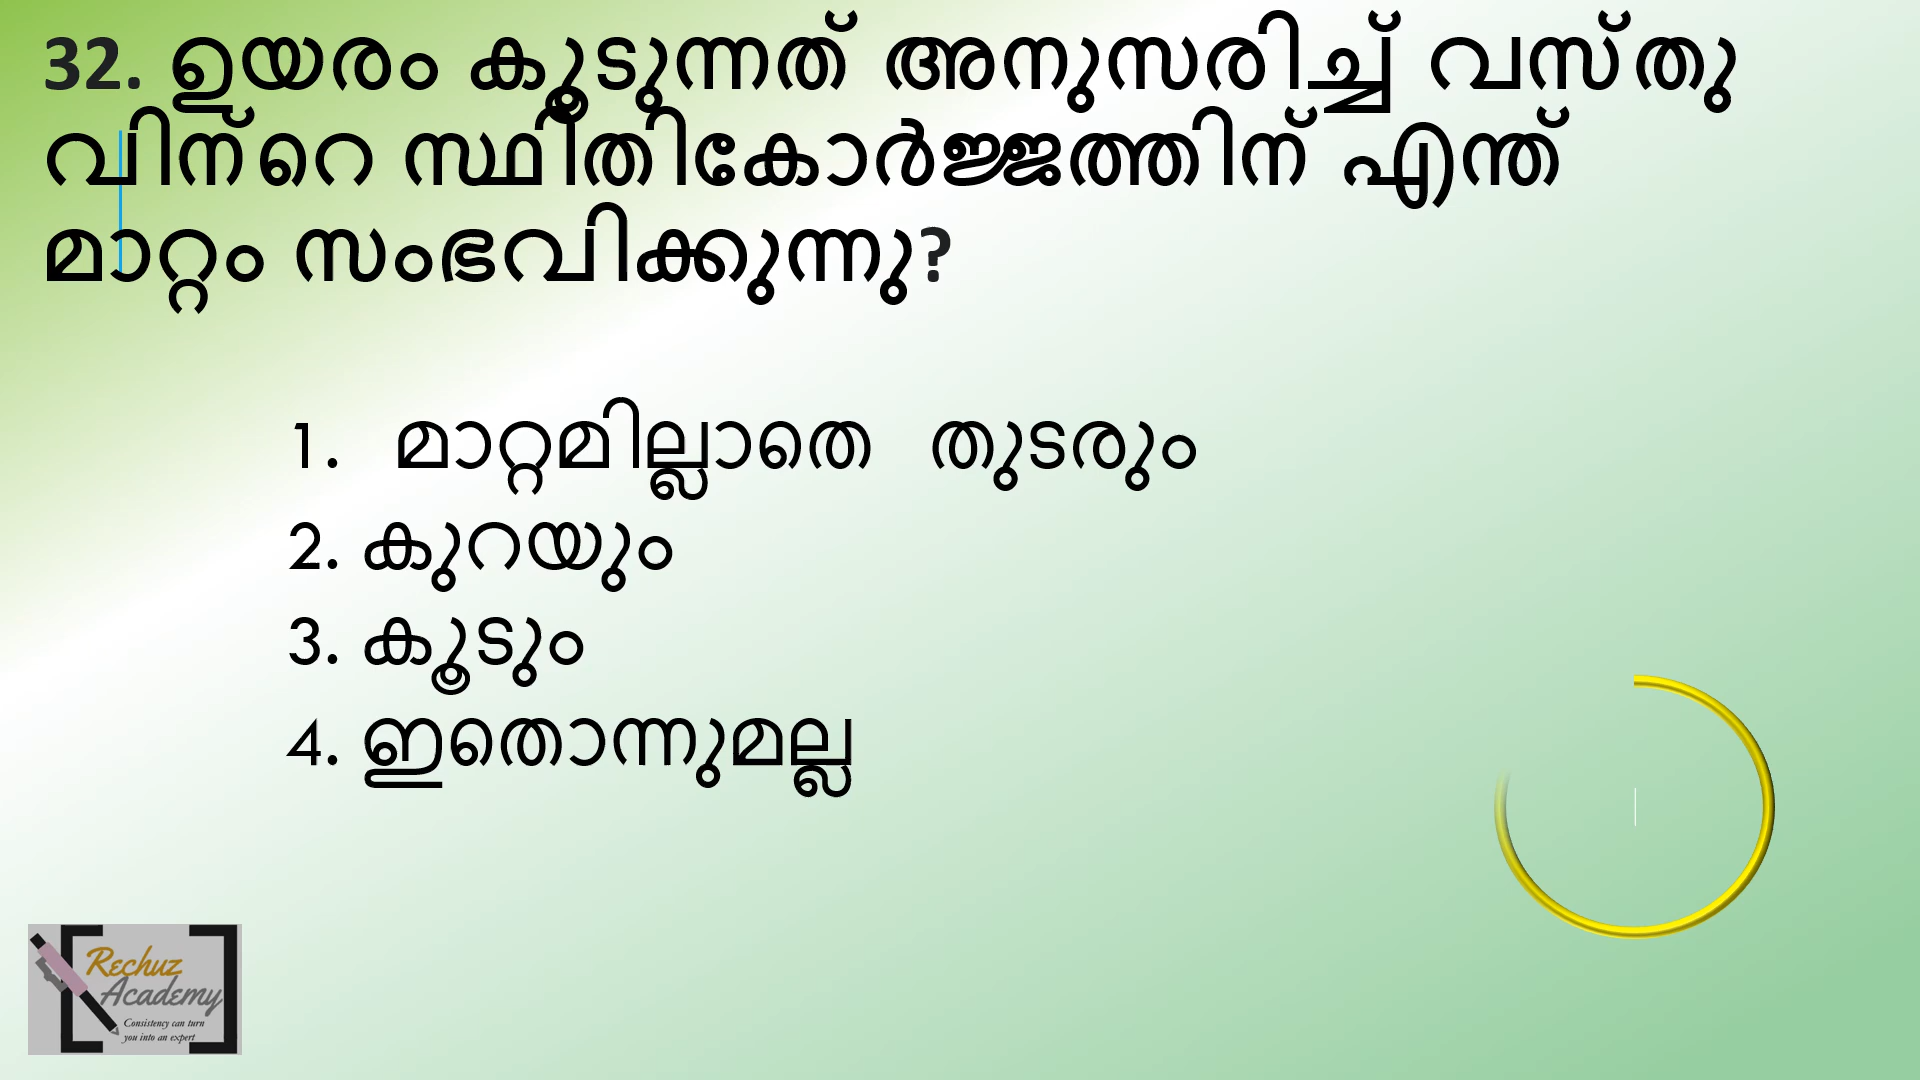 32. ഉയരം കൂടുന്നത് അനുസരിച്ച് വസ്തു
വിന്റെ സ്ഥിതികോർജ്ജത്തിന് എന്ത്
മാറ്റം സംഭവിക്കുന്നു?
1. മാറ്റമില്ലാതെ തുടരും
2. കുറയും
3. കൂടും
4. ഇതൊന്നുമല്ല
Rechuz
Academy
Consistency can turn
you into an expert